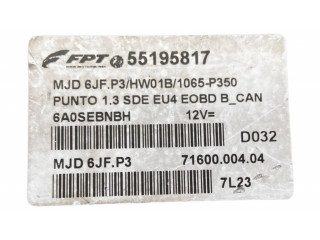 FPT 55195817
MJD 6JF.P3/HW01B/1065-P350
PUNTO 1.3 SDE EU4 EOBD B_CAN
6A0SEBNBH 12V=
D032
MJD 6JF.P3 71600.004.04
7L23